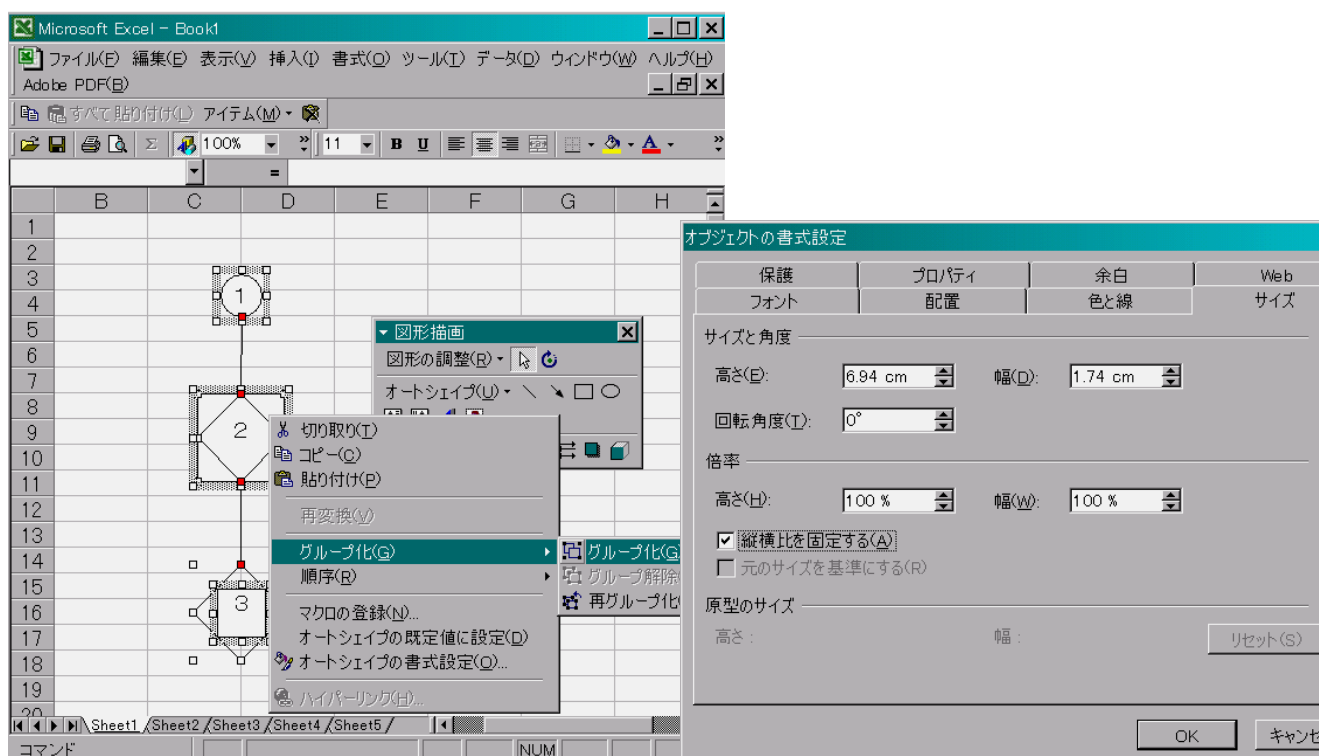 Microsoft Excel - Book1
ファイル(F) 編集(E) 表示(V) 挿入(I) 書式(O) ツール(T) データ(D) ウィンドウ(W) ヘルプ(H)
Adobe PDF(B)
すべて貼り付け(L) アイテム(M)
Σ 100% 11 B U A
=
B C D E F G H
1
2
3
4
5
6
7
8
9
10
11
12
13
14
15
16
17
18
19
20
1
2
3
図形描画
図形の調整(R)
オートシェイプ(U)
切り取り(T)
コピー(C)
貼り付け(P)
再変換(V)
グループ化(G)
順序(R)
マクロの登録(N)...
オートシェイプの既定値に設定(D)
オートシェイプの書式設定(O)...
ハイパーリンク(H)...
グループ化(G
グループ解除(
再グループ化(
Sheet1 Sheet2 Sheet3 Sheet4 Sheet5
コマンド NUM
オブジェクトの書式設定
保護 プロパティ 余白 Web
フォント 配置 色と線 サイズ
サイズと角度
高さ(E): 6.94 cm 幅(D): 1.74 cm
回転角度(T): 0°
倍率
高さ(H): 100 % 幅(W): 100 %
縦横比を固定する(A)
元のサイズを基準にする(R)
原型のサイズ
高さ: 幅: リセット(S)
OK キャンセ